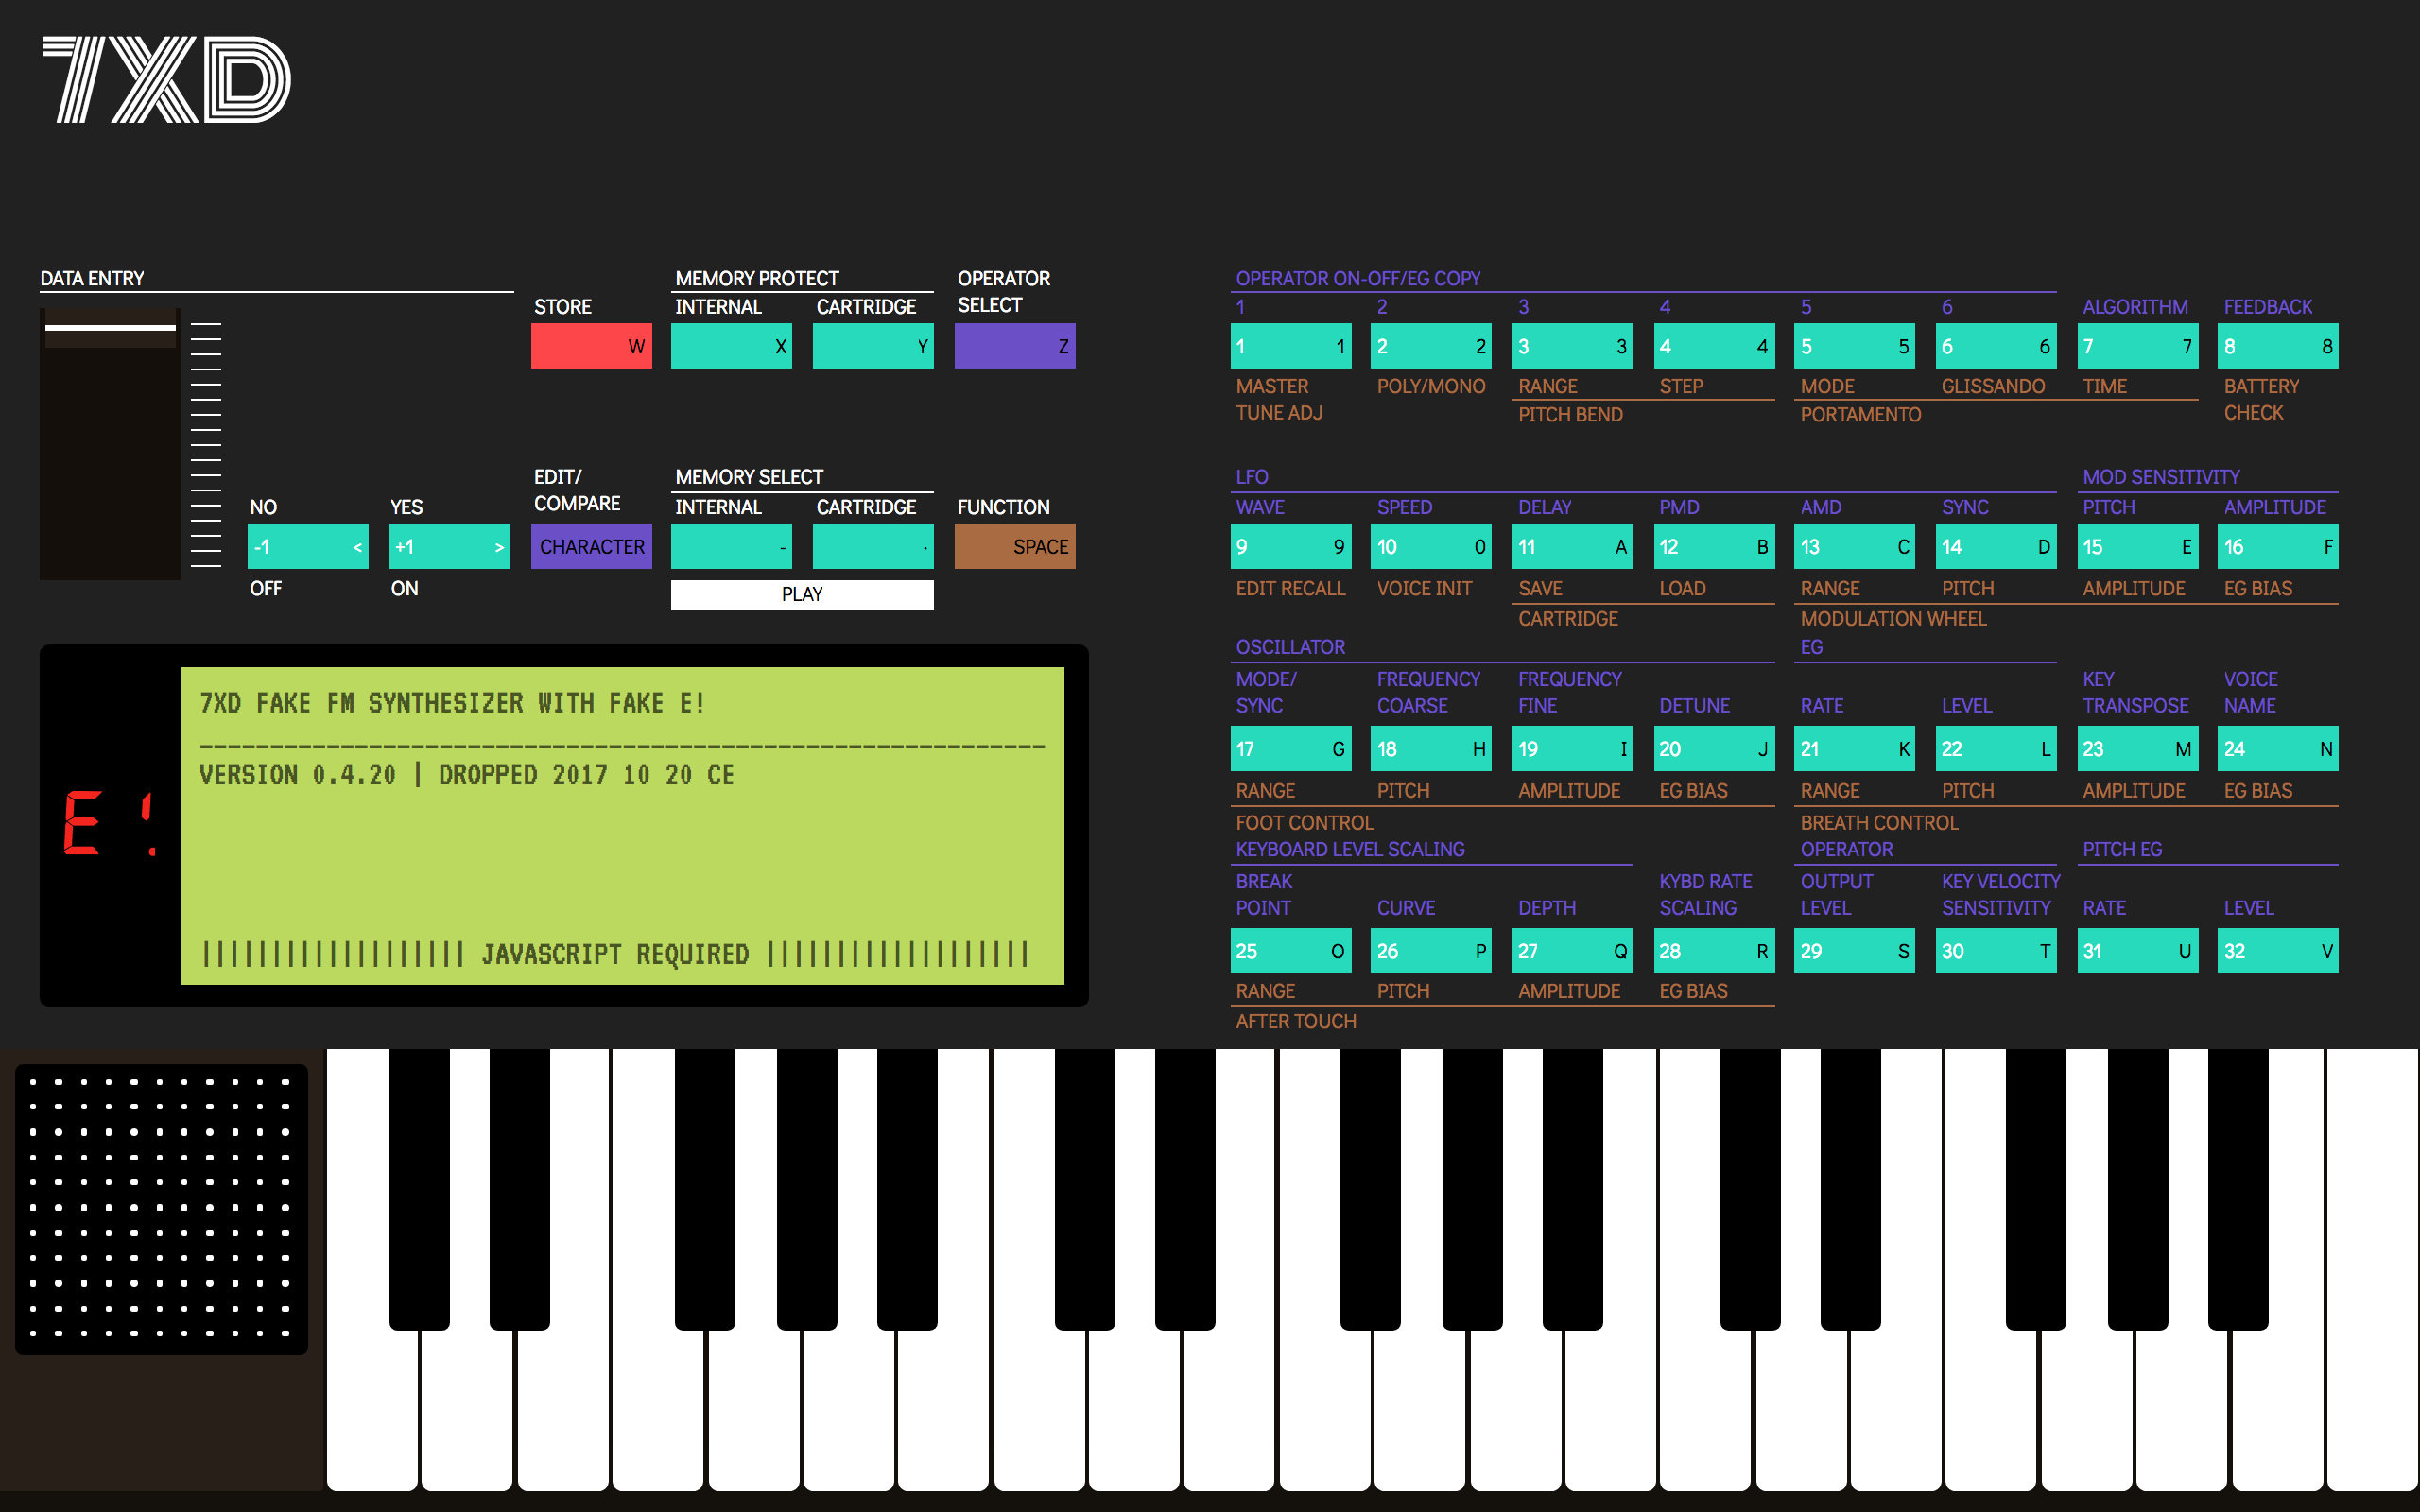 7XD
DATA ENTRY
MEMORY PROTECT
OPERATOR
SELECT
STORE
INTERNAL
CARTRIDGE
W
X
Y
Z
NO
YES
EDIT/
COMPARE
MEMORY SELECT
INTERNAL
CARTRIDGE
FUNCTION
-1 <
+1 >
CHARACTER
-
.
SPACE
OFF
ON
PLAY
OPERATOR ON-OFF/EG COPY
1 2 3 4 5 6 ALGORITHM FEEDBACK
1 1 2 2 3 3 4 4 5 5 6 6 7 7 8 8
MASTER
TUNE ADJ
POLY/MONO
RANGE STEP
PITCH BEND
MODE GLISSANDO TIME
PORTAMENTO
BATTERY
CHECK
LFO
MOD SENSITIVITY
WAVE SPEED DELAY PMD AMD SYNC PITCH AMPLITUDE
9 9 10 0 11 A 12 B 13 C 14 D 15 E 16 F
EDIT RECALL VOICE INIT SAVE LOAD RANGE PITCH AMPLITUDE EG BIAS
CARTRIDGE
MODULATION WHEEL
OSCILLATOR
EG
MODE/
SYNC
FREQUENCY
COARSE
FREQUENCY
FINE
DETUNE
RATE
LEVEL
KEY
TRANSPOSE
VOICE
NAME
17 G 18 H 19 I 20 J 21 K 22 L 23 M 24 N
RANGE PITCH AMPLITUDE EG BIAS RANGE PITCH AMPLITUDE EG BIAS
FOOT CONTROL
BREATH CONTROL
KEYBOARD LEVEL SCALING
OPERATOR
PITCH EG
BREAK
POINT
CURVE
DEPTH
KYBD RATE
SCALING
OUTPUT
LEVEL
KEY VELOCITY
SENSITIVITY
RATE
LEVEL
25 O 26 P 27 Q 28 R 29 S 30 T 31 U 32 V
RANGE PITCH AMPLITUDE EG BIAS
AFTER TOUCH
E !
7XD FAKE FM SYNTHESIZER WITH FAKE E!
------------------------------------------------------------
VERSION 0.4.20 | DROPPED 2017 10 20 CE
||||||||||||||||||| JAVASCRIPT REQUIRED |||||||||||||||||||